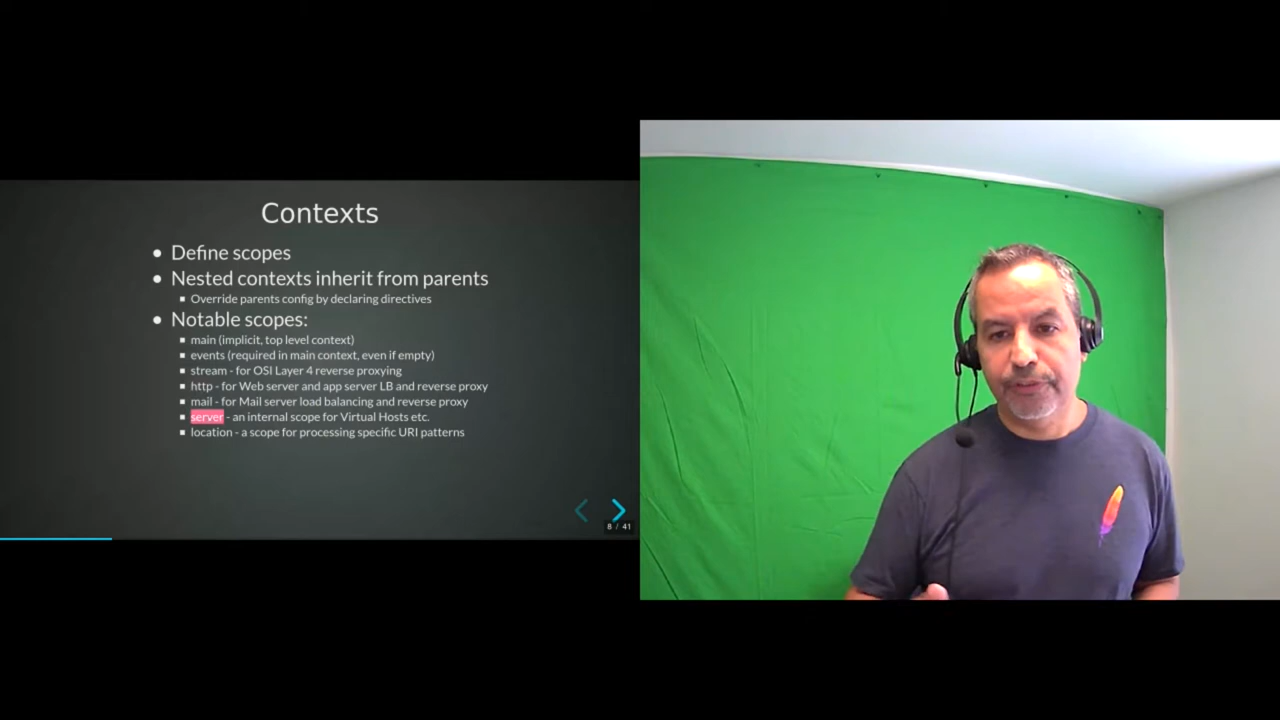 Contexts
Define scopes
Nested contexts inherit from parents
Override parents config by declaring directives
Notable scopes:
main (implicit, top level context)
events (required in main context, even if empty)
stream - for OSI Layer 4 reverse proxying
http - for Web server and app server LB and reverse proxy
mail - for Mail server load balancing and reverse proxy
server - an internal scope for Virtual Hosts etc.
location - a scope for processing specific URI patterns
8 / 41